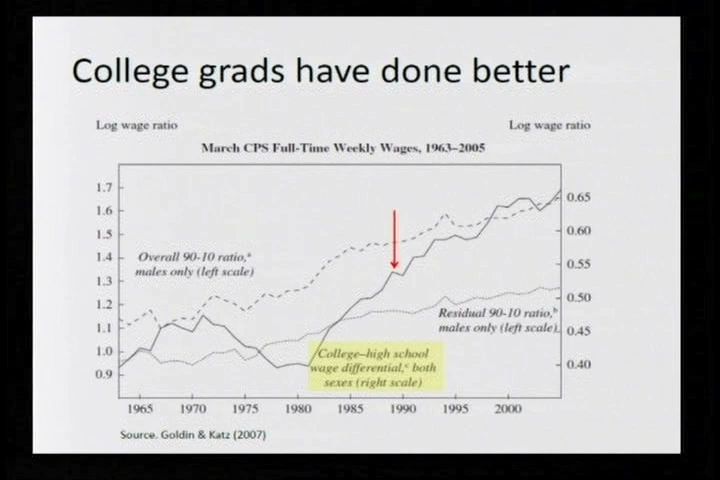 College grads have done better
Log wage ratio
Log wage ratio
March CPS Full-Time Weekly Wages, 1963–2005
1.7
1.6
1.5
1.4
1.3
1.2
1.1
1.0
0.9
0.65
0.60
0.55
0.50
0.45
0.40
Overall 90-10 ratio,ᵃ
males only (left scale)
Residual 90-10 ratio,ᵇ
males only (left scale)
College–high school
wage differential,ᶜ both
sexes (right scale)
1965 1970 1975 1980 1985 1990 1995 2000
Source. Goldin & Katz (2007)